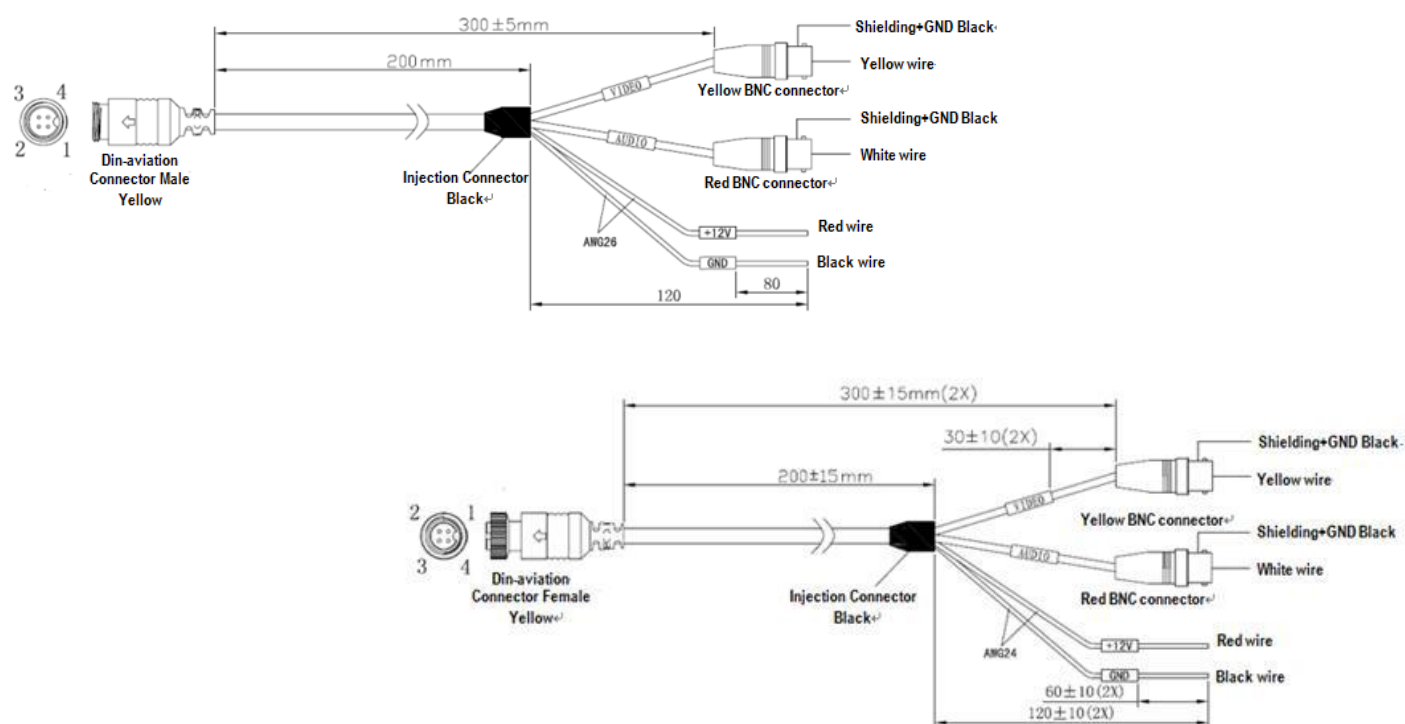 300±5mm
200mm
3 4
2 1
Din-aviation
Connector Male
Yellow
Injection Connector
Black↵
VIDEO
AUDIO
Shielding+GND Black
Yellow wire
Yellow BNC connector↵
Shielding+GND Black
White wire
Red BNC connector↵
AWG26
+12V
Red wire
GND
Black wire
80
120
300±15mm(2X)
30±10(2X)
200±15mm
2 1
3 4
Din-aviation
Connector Female
Yellow↵
Injection Connector
Black↵
VIDEO
AUDIO
Shielding+GND Black
Yellow wire
Yellow BNC connector↵
Shielding+GND Black
White wire
Red BNC connector↵
AWG24
+12V
Red wire
GND
Black wire
60±10(2X)
120±10(2X)